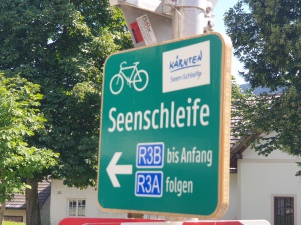 KÄRNTEN
Seen-Schleife
Seenschleife
R3B bis Anfang
R3A folgen